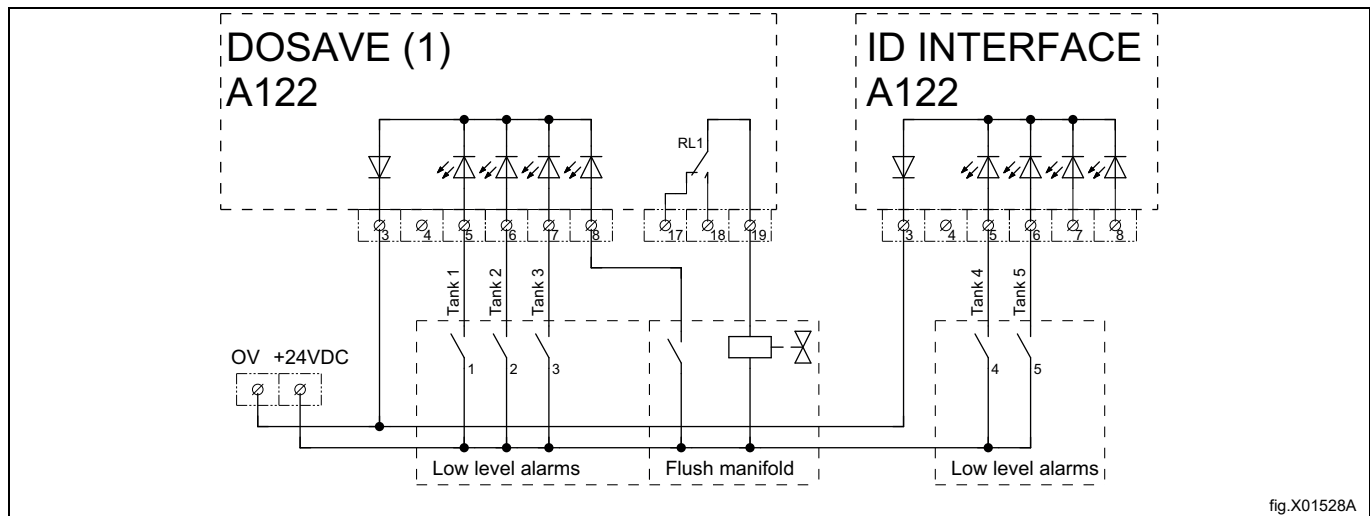 DOSAVE (1)
A122
ID INTERFACE
A122
RL1
3 4 5 6 7 8 17 18 19
3 4 5 6 7 8
Tank 1
Tank 2
Tank 3
Tank 4
Tank 5
OV +24VDC
1 2 3
4 5
Low level alarms
Flush manifold
Low level alarms
fig.X01528A